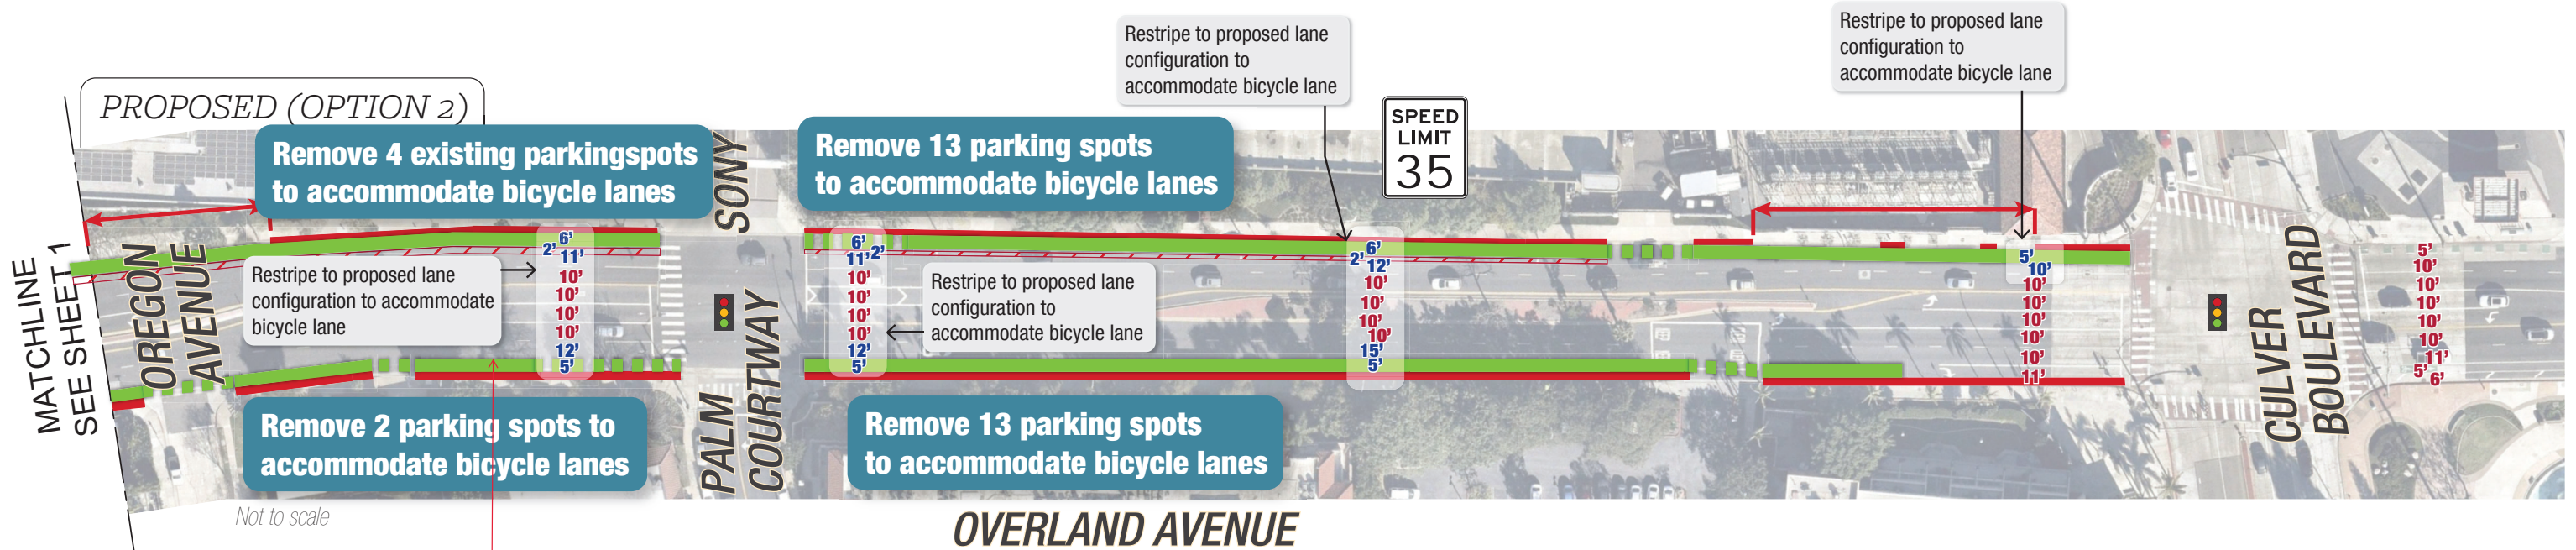 Restripe to proposed lane
configuration to
accommodate bicycle lane
Restripe to proposed lane
configuration to
accommodate bicycle lane
PROPOSED (OPTION 2)
SPEED
LIMIT
35
Remove 4 existing parkingspots
to accommodate bicycle lanes
SONY
Remove 13 parking spots
to accommodate bicycle lanes
MATCHLINE
SEE SHEET 1
OREGON
AVENUE
Restripe to proposed lane
configuration to accommodate
bicycle lane
6'
2' 11'
10'
10'
10'
10'
12'
5'
PALM
COURTWAY
6'
11' 2'
10'
10'
10'
10'
12'
5'
Restripe to proposed lane
configuration to
accommodate bicycle lane
6'
2' 12'
10'
10'
10'
10'
15'
5'
5'
10'
10'
10'
10'
10'
10'
11'
CULVER
BOULEVARD
5'
10'
10'
10'
10'
10'
11'
5' 6'
Remove 2 parking spots to
accommodate bicycle lanes
Remove 13 parking spots
to accommodate bicycle lanes
Not to scale
OVERLAND AVENUE